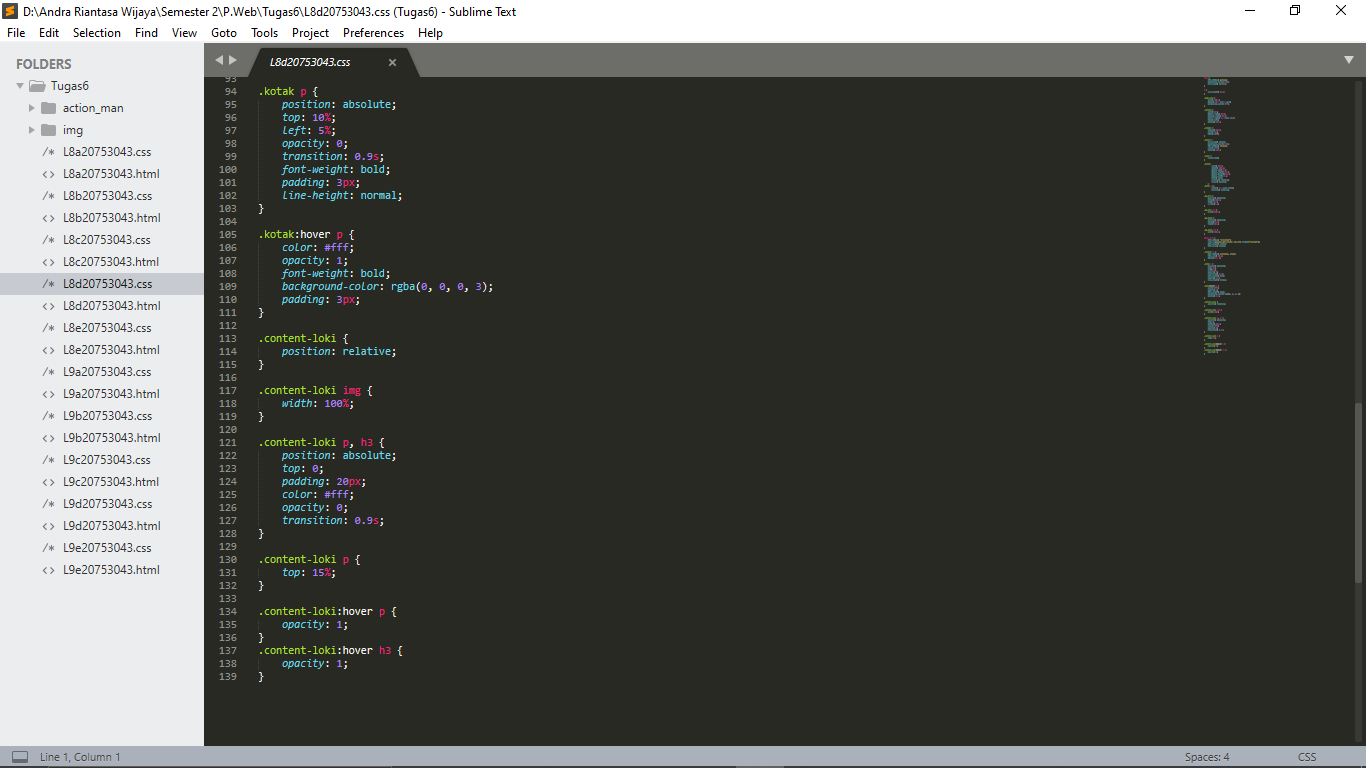 D:\Andra Riantasa Wijaya\Semester 2\P.Web\Tugas6\L8d20753043.css (Tugas6) - Sublime Text
File Edit Selection Find View Goto Tools Project Preferences Help
FOLDERS
Tugas6
action_man
img
/* L8a20753043.css
<> L8a20753043.html
/* L8b20753043.css
<> L8b20753043.html
/* L8c20753043.css
<> L8c20753043.html
/* L8d20753043.css
<> L8d20753043.html
/* L8e20753043.css
<> L8e20753043.html
/* L9a20753043.css
<> L9a20753043.html
/* L9b20753043.css
<> L9b20753043.html
/* L9c20753043.css
<> L9c20753043.html
/* L9d20753043.css
<> L9d20753043.html
/* L9e20753043.css
<> L9e20753043.html
L8d20753043.css
93
94 .kotak p {
95     position: absolute;
96     top: 10%;
97     left: 5%;
98     opacity: 0;
99     transition: 0.9s;
100     font-weight: bold;
101     padding: 3px;
102     line-height: normal;
103 }
104
105 .kotak:hover p {
106     color: #fff;
107     opacity: 1;
108     font-weight: bold;
109     background-color: rgba(0, 0, 0, 3);
110     padding: 3px;
111 }
112
113 .content-loki {
114     position: relative;
115 }
116
117 .content-loki img {
118     width: 100%;
119 }
120
121 .content-loki p, h3 {
122     position: absolute;
123     top: 0;
124     padding: 20px;
125     color: #fff;
126     opacity: 0;
127     transition: 0.9s;
128 }
129
130 .content-loki p {
131     top: 15%;
132 }
133
134 .content-loki:hover p {
135     opacity: 1;
136 }
137 .content-loki:hover h3 {
138     opacity: 1;
139 }
Line 1, Column 1
Spaces: 4
CSS